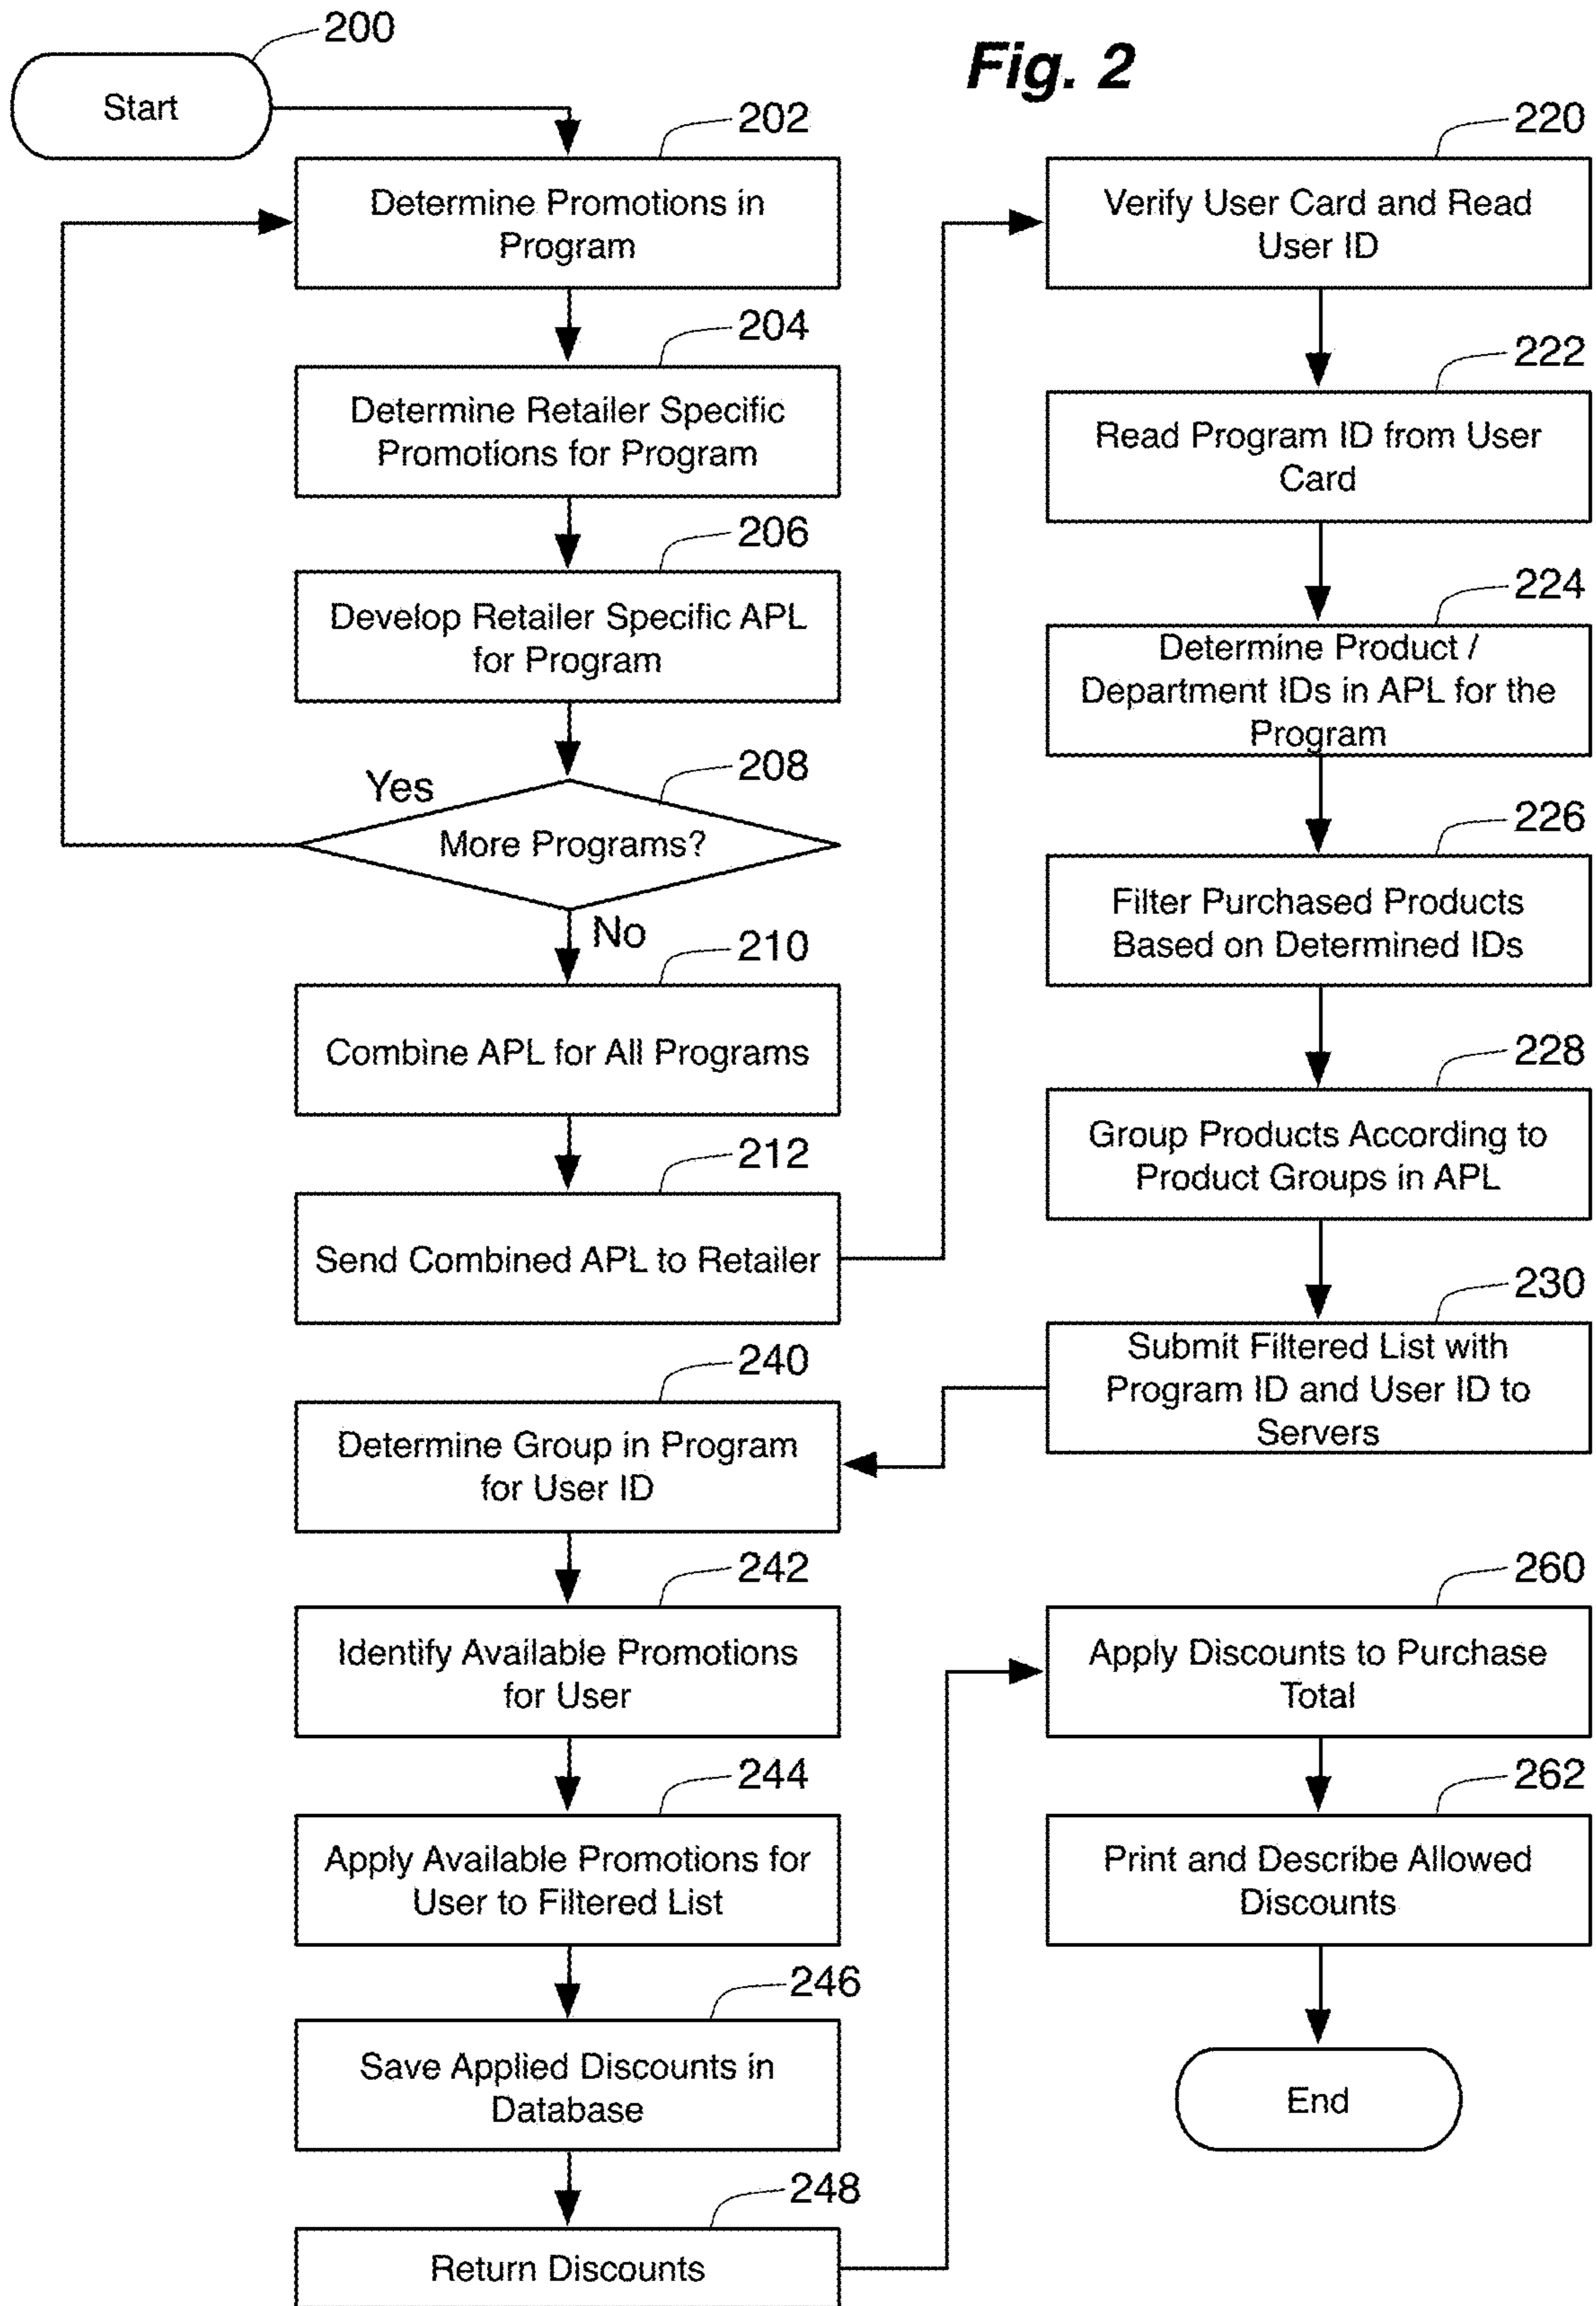 Fig. 2
200
Start
202
Determine Promotions in
Program
204
Determine Retailer Specific
Promotions for Program
206
Develop Retailer Specific APL
for Program
208
Yes
More Programs?
No
210
Combine APL for All Programs
212
Send Combined APL to Retailer
220
Verify User Card and Read
User ID
222
Read Program ID from User
Card
224
Determine Product /
Department IDs in APL for the
Program
226
Filter Purchased Products
Based on Determined IDs
228
Group Products According to
Product Groups in APL
230
Submit Filtered List with
Program ID and User ID to
Servers
240
Determine Group in Program
for User ID
242
Identify Available Promotions
for User
244
Apply Available Promotions for
User to Filtered List
246
Save Applied Discounts in
Database
248
Return Discounts
260
Apply Discounts to Purchase
Total
262
Print and Describe Allowed
Discounts
End